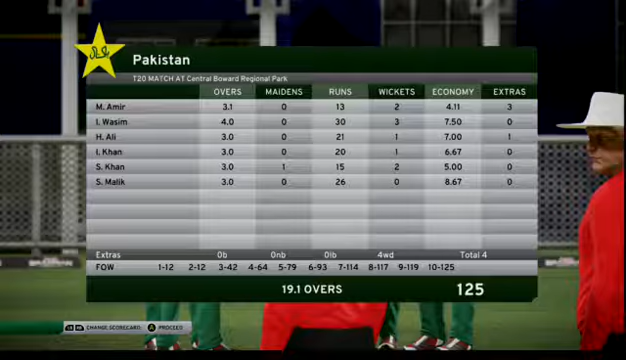 Pakistan
T20 MATCH AT Central Boward Regional Park
OVERS MAIDENS RUNS WICKETS ECONOMY EXTRAS
M. Amir 3.1 0 13 2 4.11 3
I. Wasim 4.0 0 30 3 7.50 0
H. Ali 3.0 0 21 1 7.00 1
I. Khan 3.0 0 20 1 6.67 0
S. Khan 3.0 1 15 2 5.00 0
S. Malik 3.0 0 26 0 8.67 0
Extras 0b 0nb 0lb 4wd Total 4
FOW 1-12 2-12 3-42 4-64 5-79 6-93 7-114 8-117 9-119 10-125
19.1 OVERS 125
CHANGE SCORECARD A PROCEED